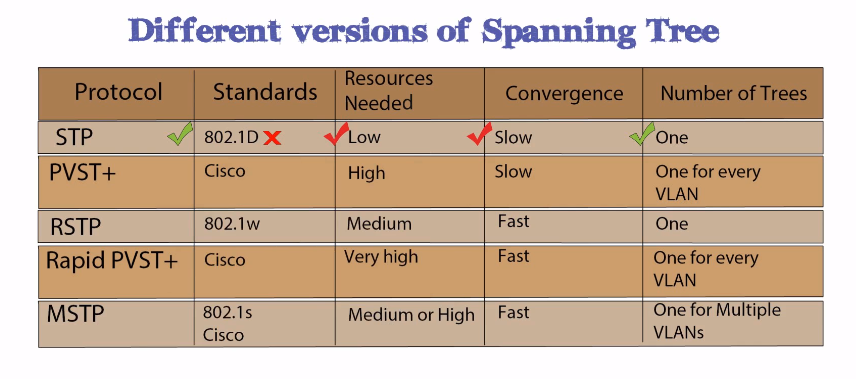 Different versions of Spanning Tree
Protocol Standards Resources Needed Convergence Number of Trees
STP 802.1D Low Slow One
PVST+ Cisco High Slow One for every VLAN
RSTP 802.1w Medium Fast One
Rapid PVST+ Cisco Very high Fast One for every VLAN
MSTP 802.1s Cisco Medium or High Fast One for Multiple VLANs